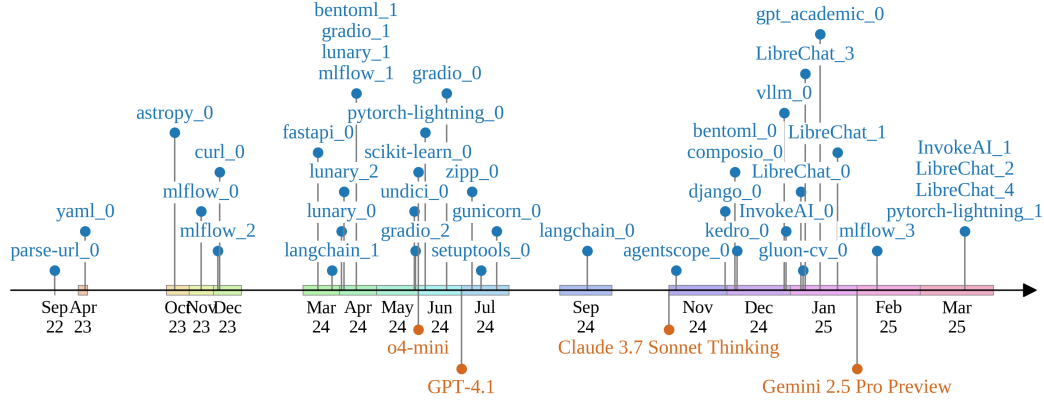 bentoml_1
gradio_1
lunary_1
mlflow_1
gpt_academic_0
LibreChat_3
gradio_0
vllm_0
astropy_0
pytorch-lightning_0
fastapi_0
bentoml_0
LibreChat_1
curl_0
scikit-learn_0
composio_0
InvokeAI_1
LibreChat_2
LibreChat_4
pytorch-lightning_1
mlflow_0
lunary_2
undici_0
zipp_0
django_0
LibreChat_0
yaml_0
lunary_0
gunicorn_0
InvokeAI_0
parse-url_0
mlflow_2
langchain_1
gradio_2
setuptools_0
langchain_0
agentscope_0
kedro_0
gluon-cv_0
mlflow_3
Sep Apr Oct Nov Dec Mar Apr May Jun Jul Sep Nov Dec Jan Feb Mar
22 23 23 23 23 24 24 24 24 24 24 24 24 25 25 25
o4-mini
Claude 3.7 Sonnet Thinking
GPT-4.1
Gemini 2.5 Pro Preview